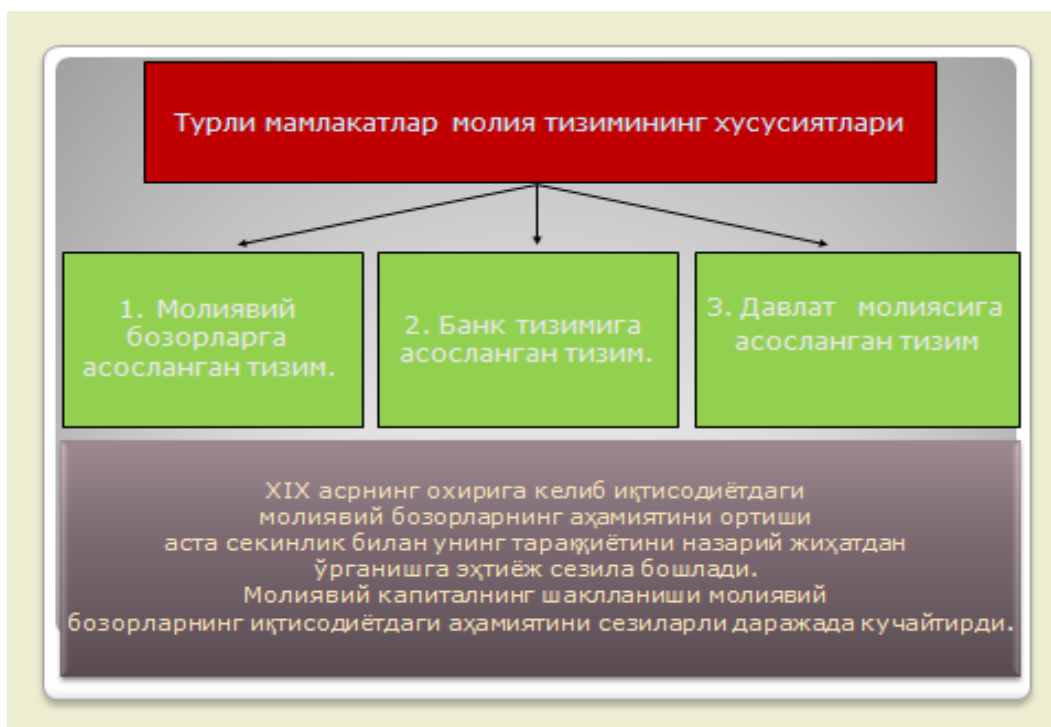 Турли мамлакатлар молия тизимининг хусусиятлари
1. Молиявий
бозорларга
асосланган тизим.
2. Банк тизимига
асосланган тизим.
3. Давлат молиясига
асосланган тизим
XIX асрнинг охирига келиб иқтисодиётдаги
молиявий бозорларнинг аҳамиятини ортиши
аста секинлик билан унинг тараққиётини назарий жиҳатдан
ўрганишга эҳтиёж сезила бошлади.
Молиявий капиталнинг шаклланиши молиявий
бозорларнинг иқтисодиётдаги аҳамиятини сезиларли даражада кучайтирди.